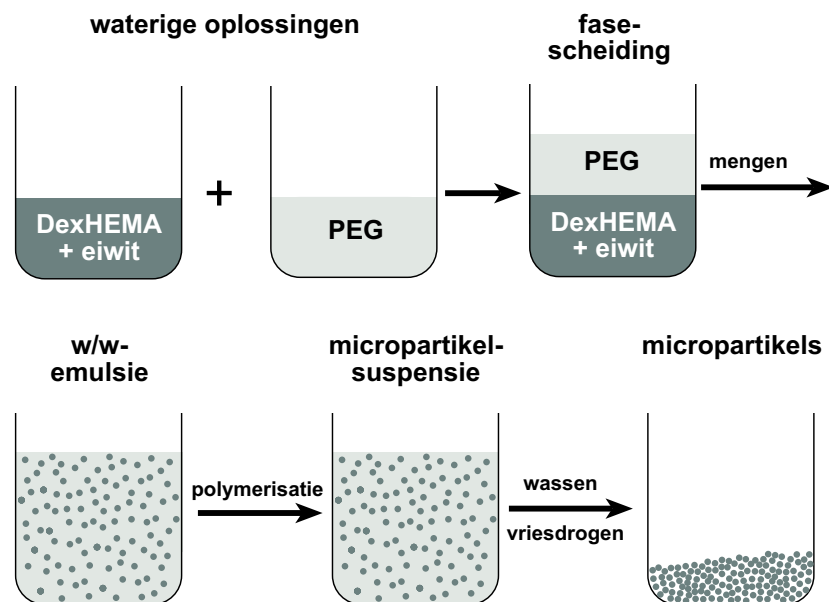 waterige oplossingen
fase-
scheiding
DexHEMA
+ eiwit
+
PEG
PEG
DexHEMA
+ eiwit
mengen
w/w-
emulsie
polymerisatie
micropartikel-
suspensie
wassen
vriesdrogen
micropartikels